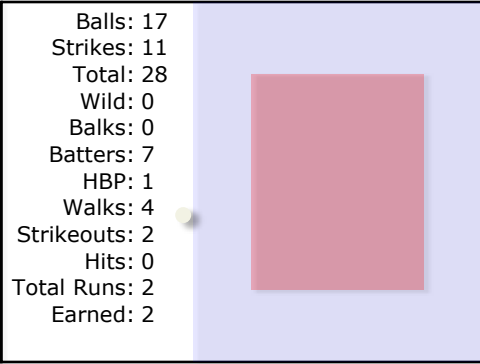 Balls: 17
Strikes: 11
Total: 28
Wild: 0
Balks: 0
Batters: 7
HBP: 1
Walks: 4
Strikeouts: 2
Hits: 0
Total Runs: 2
Earned: 2